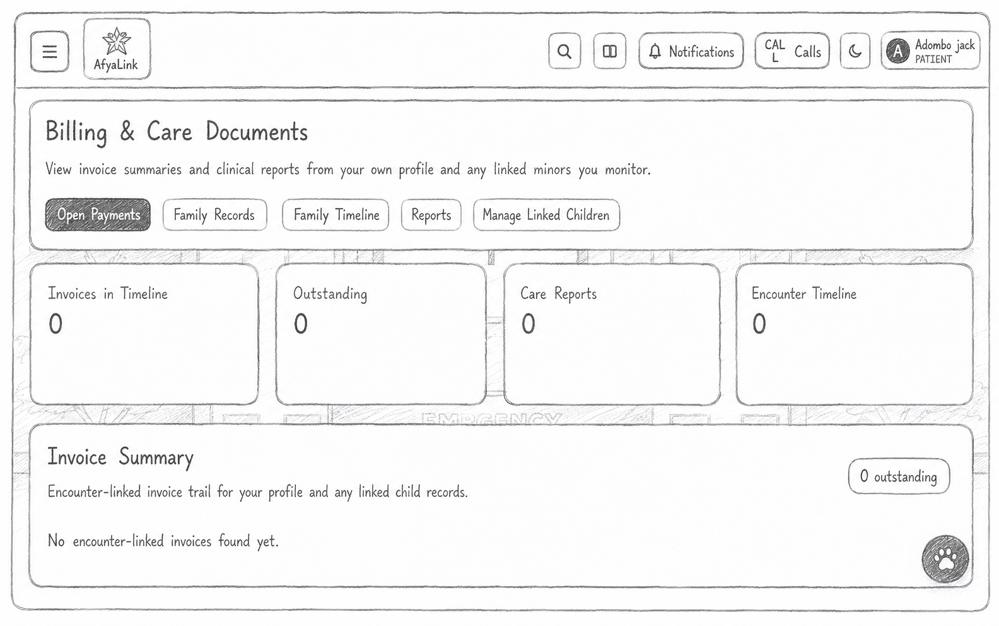 AfyaLink
Notifications
CAL
L
Calls
A
Adombo jack
PATIENT
Billing & Care Documents
View invoice summaries and clinical reports from your own profile and any linked minors you monitor.
Open Payments
Family Records
Family Timeline
Reports
Manage Linked Children
Invoices in Timeline
0
Outstanding
0
Care Reports
0
Encounter Timeline
0
EMRGENCY
Invoice Summary
0 outstanding
Encounter-linked invoice trail for your profile and any linked child records.
No encounter-linked invoices found yet.